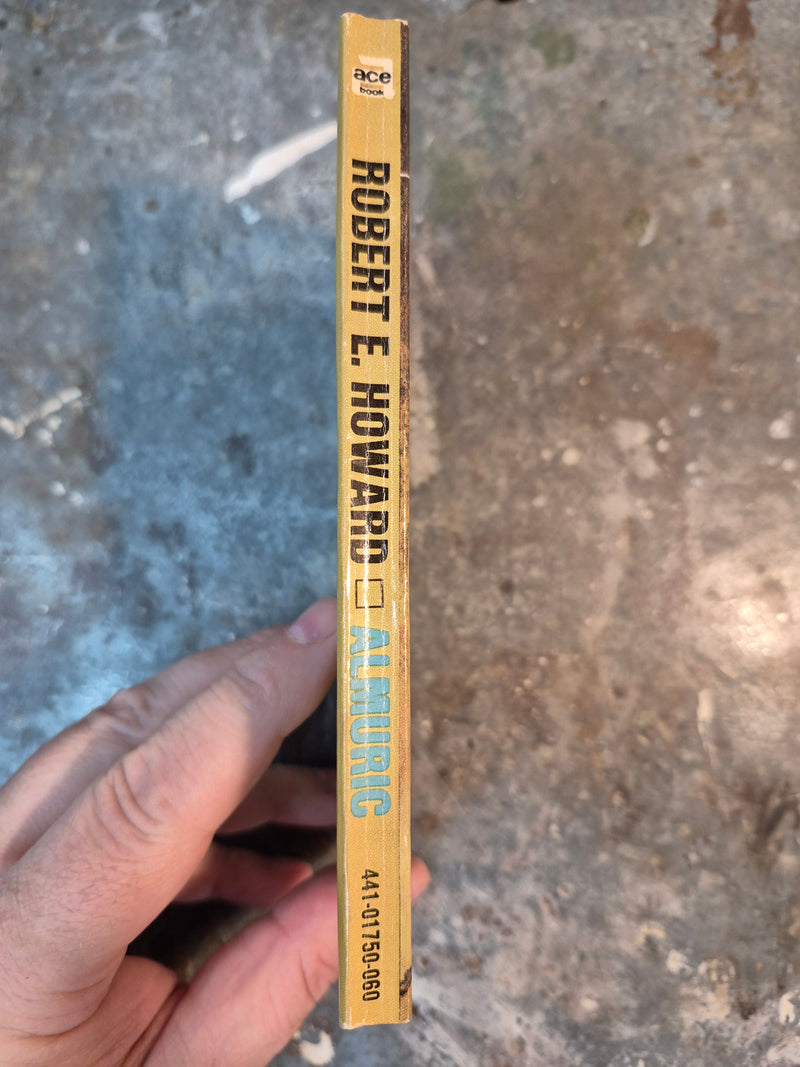 ace
book
ROBERT E. HOWARD
ALMURIC
441-01750-060